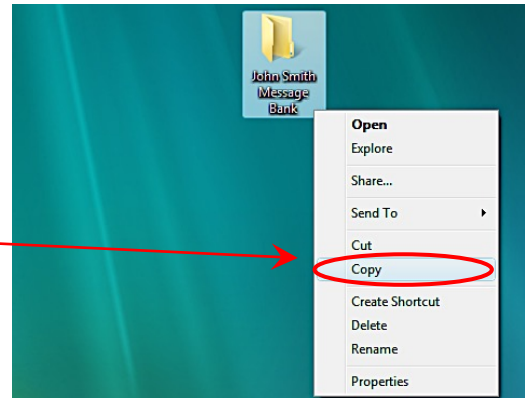 John Smith
Message
Bank
Open
Explore
Share...
Send To
Cut
Copy
Create Shortcut
Delete
Rename
Properties